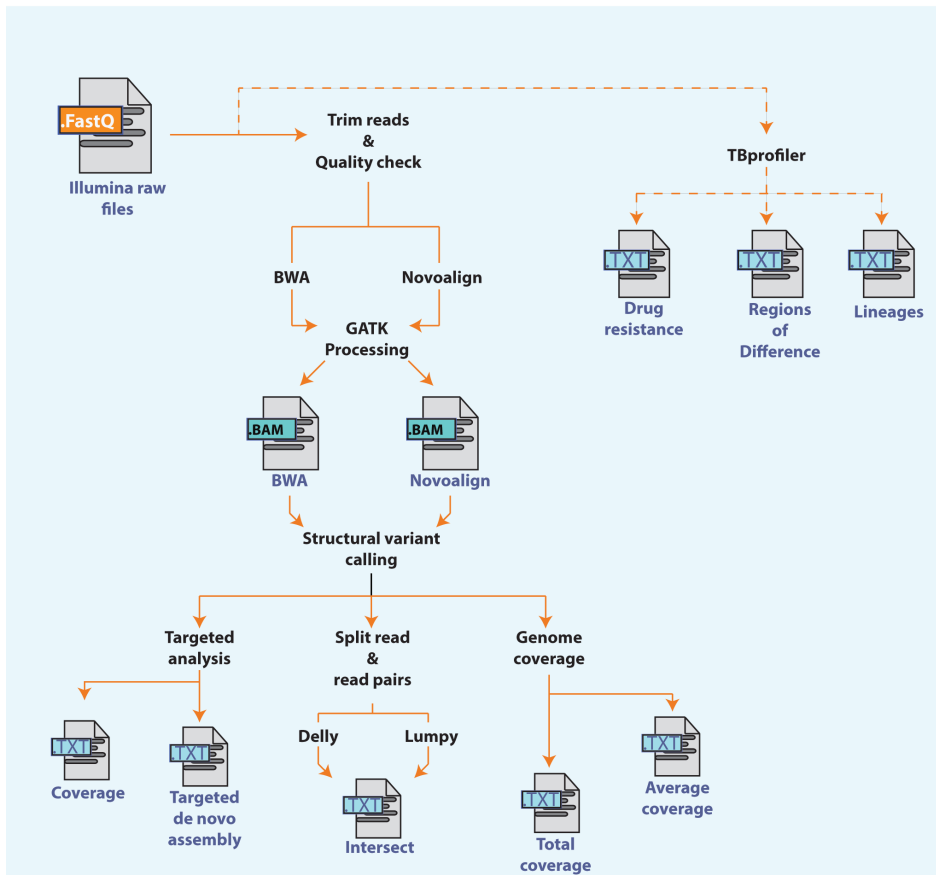 .FastQ
Illumina raw
files
Trim reads
&
Quality check
TBprofiler
.TXT
Drug
resistance
.TXT
Regions
of
Difference
.TXT
Lineages
BWA
Novoalign
GATK
Processing
.BAM
BWA
.BAM
Novoalign
Structural variant
calling
Targeted
analysis
Split read
&
read pairs
Genome
coverage
Delly
Lumpy
.TXT
Coverage
.TXT
Targeted
de novo
assembly
.TXT
Intersect
.TXT
Total
coverage
.TXT
Average
coverage